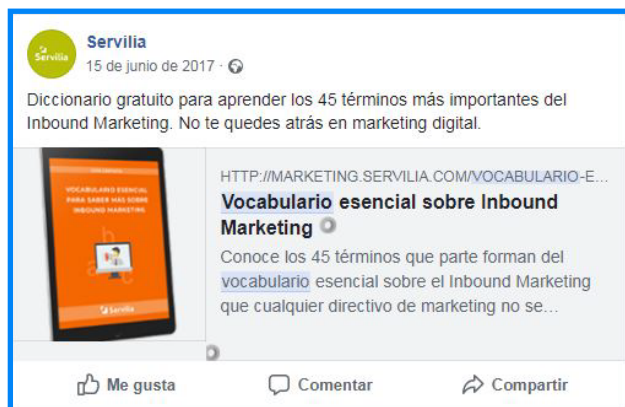 Servilia
Servilia
15 de junio de 2017 ·
Diccionario gratuito para aprender los 45 términos más importantes del
Inbound Marketing. No te quedes atrás en marketing digital.
VOCABULARIO ESENCIAL
PARA SABER MÁS SOBRE
INBOUND MARKETING
b
a
c
Servilia
HTTP://MARKETING.SERVILIA.COM/VOCABULARIO-E...
Vocabulario esencial sobre Inbound
Marketing
Conoce los 45 términos que parte forman del
vocabulario esencial sobre el Inbound Marketing
que cualquier directivo de marketing no se...
Me gusta
Comentar
Compartir